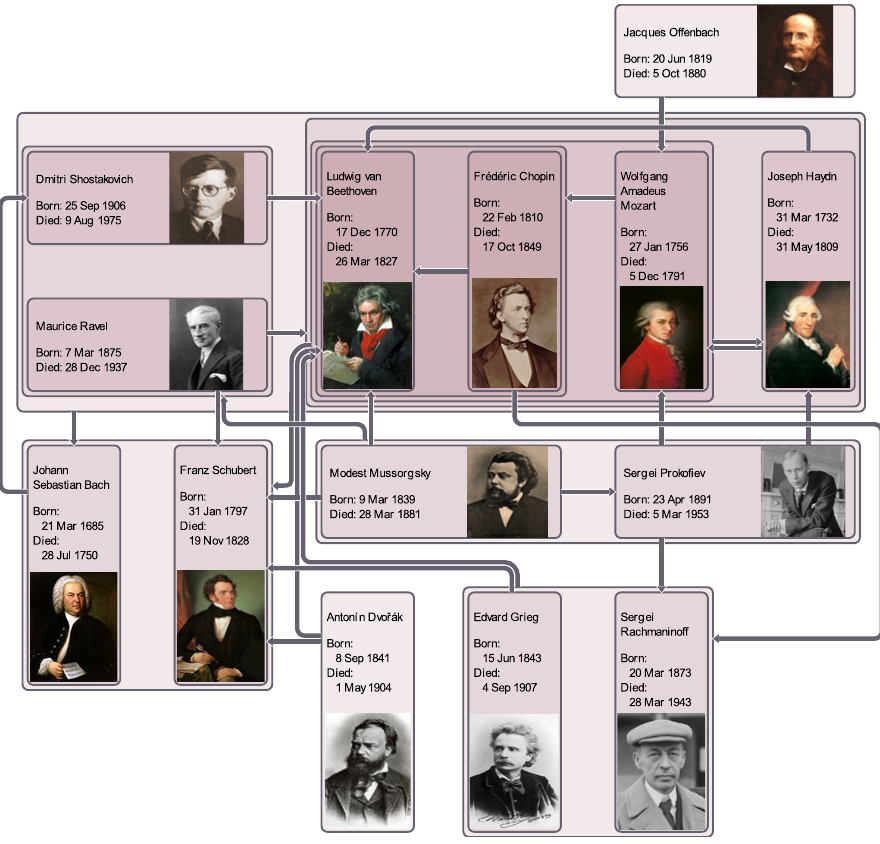 Jacques Offenbach
Born: 20 Jun 1819
Died: 5 Oct 1880
Dmitri Shostakovich
Born: 25 Sep 1906
Died: 9 Aug 1975
Ludwig van
Beethoven
Born:
17 Dec 1770
Died:
26 Mar 1827
Frédéric Chopin
Born:
22 Feb 1810
Died:
17 Oct 1849
Wolfgang
Amadeus
Mozart
Born:
27 Jan 1756
Died:
5 Dec 1791
Joseph Haydn
Born:
31 Mar 1732
Died:
31 May 1809
Maurice Ravel
Born: 7 Mar 1875
Died: 28 Dec 1937
Johann
Sebastian Bach
Born:
21 Mar 1685
Died:
28 Jul 1750
Franz Schubert
Born:
31 Jan 1797
Died:
19 Nov 1828
Modest Mussorgsky
Born: 9 Mar 1839
Died: 28 Mar 1881
Sergei Prokofiev
Born: 23 Apr 1891
Died: 5 Mar 1953
Antonín Dvořák
Born:
8 Sep 1841
Died:
1 May 1904
Edvard Grieg
Born:
15 Jun 1843
Died:
4 Sep 1907
Sergei
Rachmaninoff
Born:
20 Mar 1873
Died:
28 Mar 1943